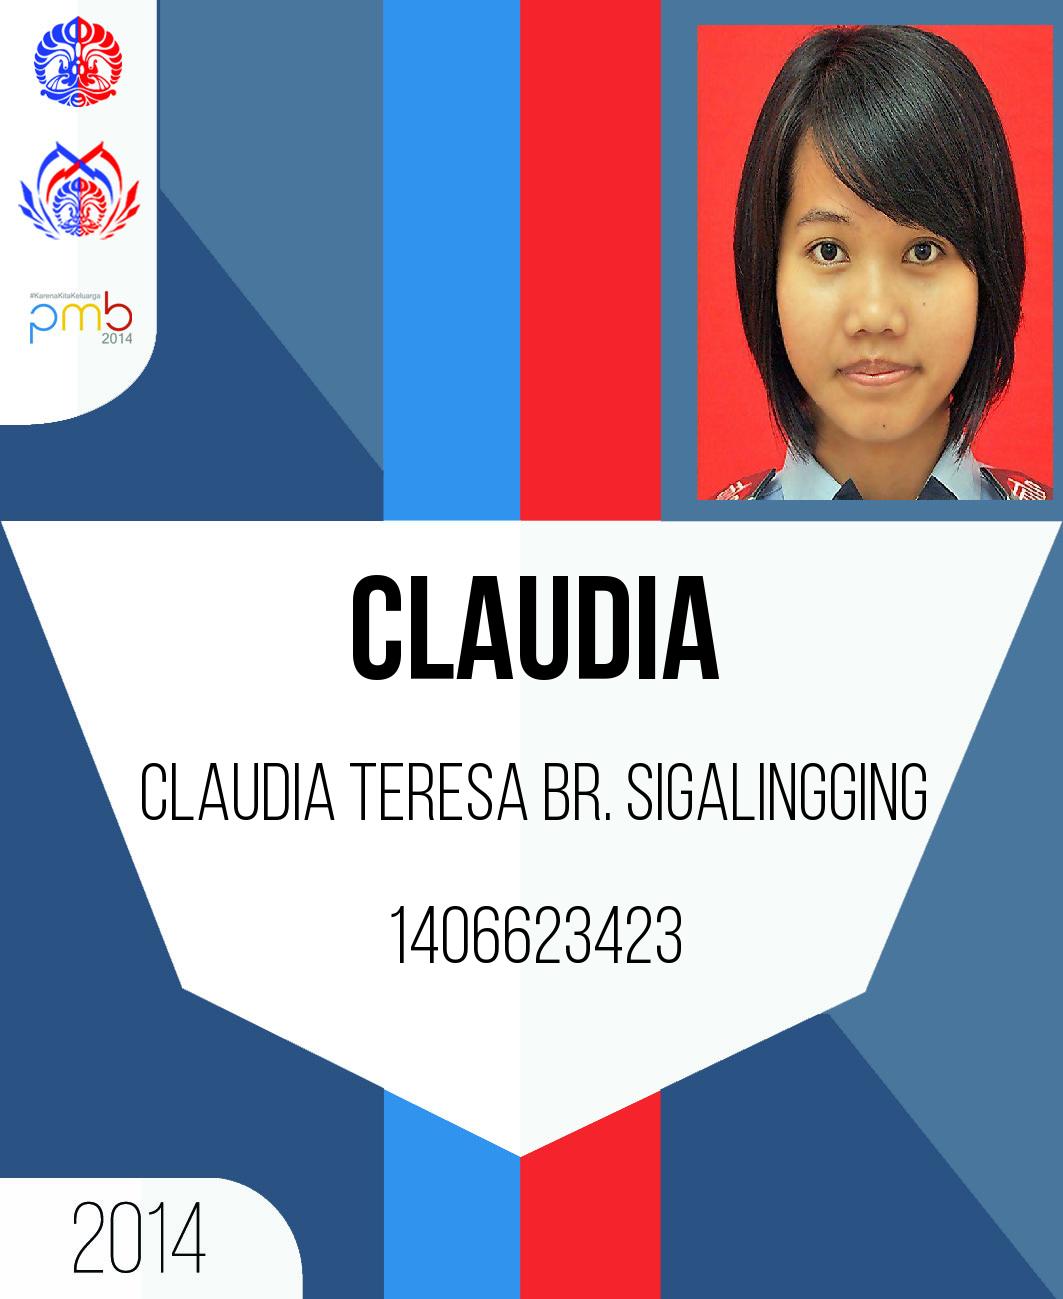 #KarenaKitaKeluarga
pmb
2014
CLAUDIA
CLAUDIA TERESA BR. SIGALINGGING
1406623423
2014